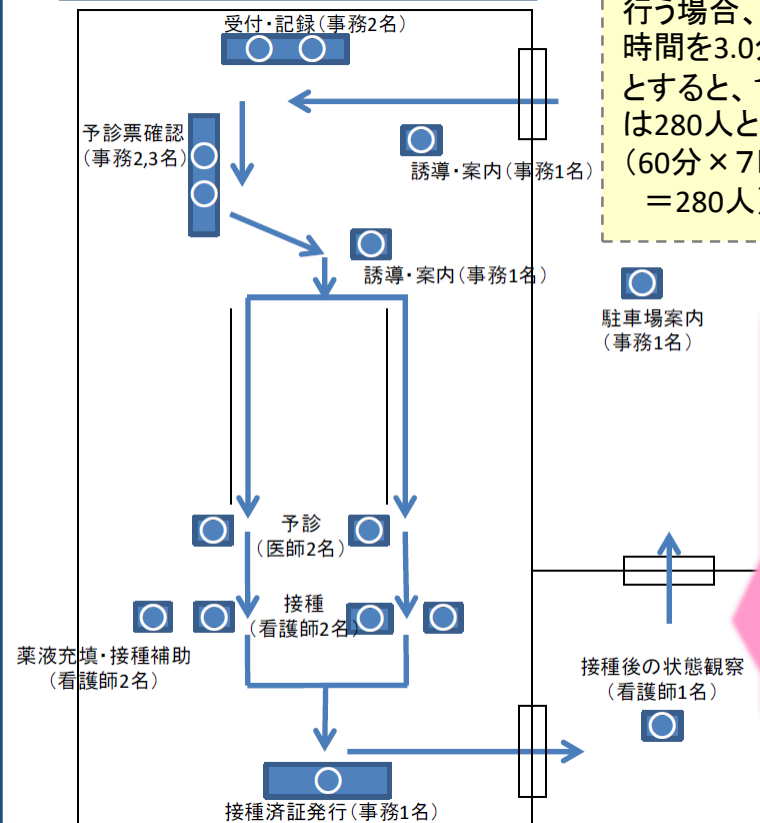 受付・記録（事務2名）
行う場合、
時間を3.0分
とすると、
は280人と
（60分×7
＝280人）
予診票確認
（事務2,3名）
誘導・案内（事務1名）
誘導・案内（事務1名）
駐車場案内
（事務1名）
予診
（医師2名）
接種
（看護師2名）
薬液充填・接種補助
（看護師2名）
接種後の状態観察
（看護師1名）
接種済証発行（事務1名）